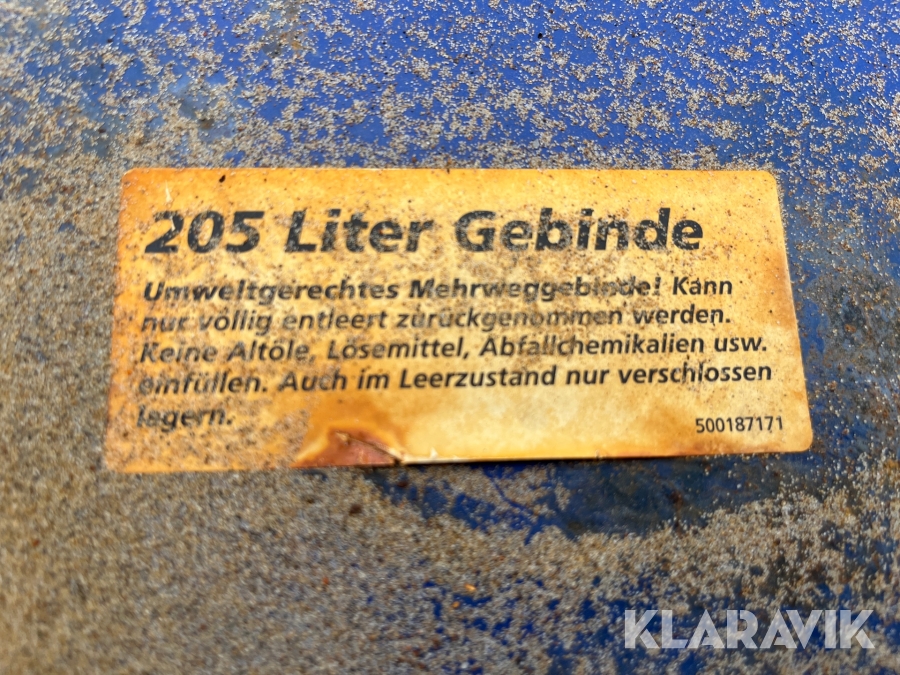 205 Liter Gebinde
Umweltgerechtes Mehrweggebinde! Kann
nur völlig entleert zurückgenommen werden.
Keine Altöle, Lösemittel, Abfallchemikalien usw.
einfüllen. Auch im Leerzustand nur verschlossen
lagern.
500187171
KLARAVIK